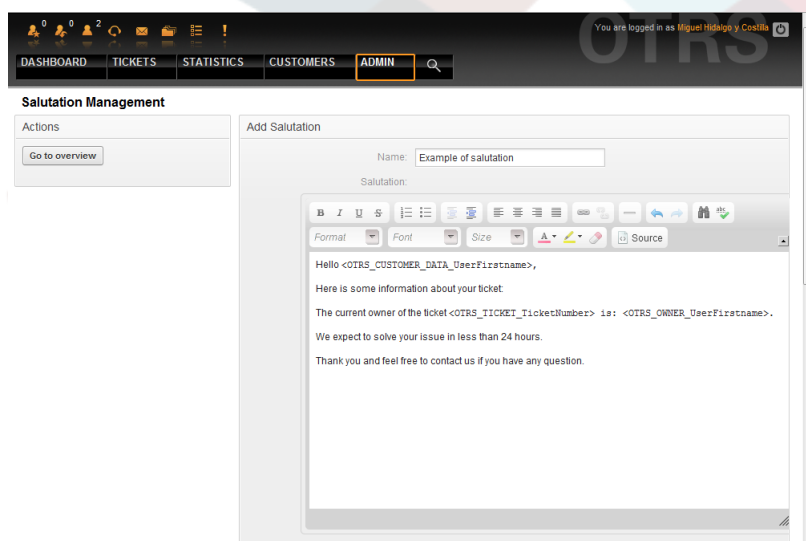 0 0 2
You are logged in as Miguel Hidalgo y Costilla
OTRS
DASHBOARD TICKETS STATISTICS CUSTOMERS ADMIN
Salutation Management
Actions
Go to overview
Add Salutation
Name: Example of salutation
Salutation:
B I U S
abc
Format Font Size A Source
Hello <OTRS_CUSTOMER_DATA_UserFirstname>,
Here is some information about your ticket:
The current owner of the ticket <OTRS_TICKET_TicketNumber> is: <OTRS_OWNER_UserFirstname>.
We expect to solve your issue in less than 24 hours.
Thank you and feel free to contact us if you have any question.